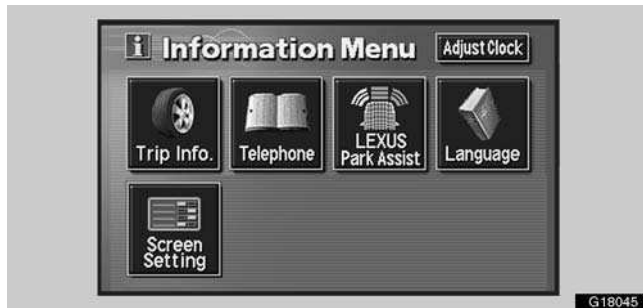 i Information Menu Adjust Clock
Trip Info. Telephone LEXUS Park Assist Language
Screen Setting
G18045